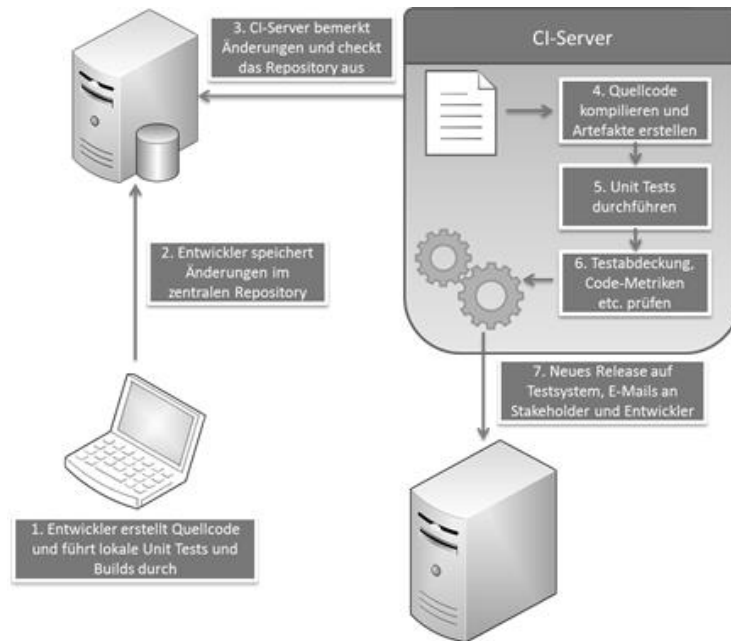 1. Entwickler erstellt Quellcode
und führt lokale Unit Tests und
Builds durch
2. Entwickler speichert
Änderungen im
zentralen Repository
3. CI-Server bemerkt
Änderungen und checkt
das Repository aus
CI-Server
4. Quellcode
kompilieren und
Artefakte erstellen
5. Unit Tests
durchführen
6. Testabdeckung,
Code-Metriken
etc. prüfen
7. Neues Release auf
Testsystem, E-Mails an
Stakeholder und Entwickler